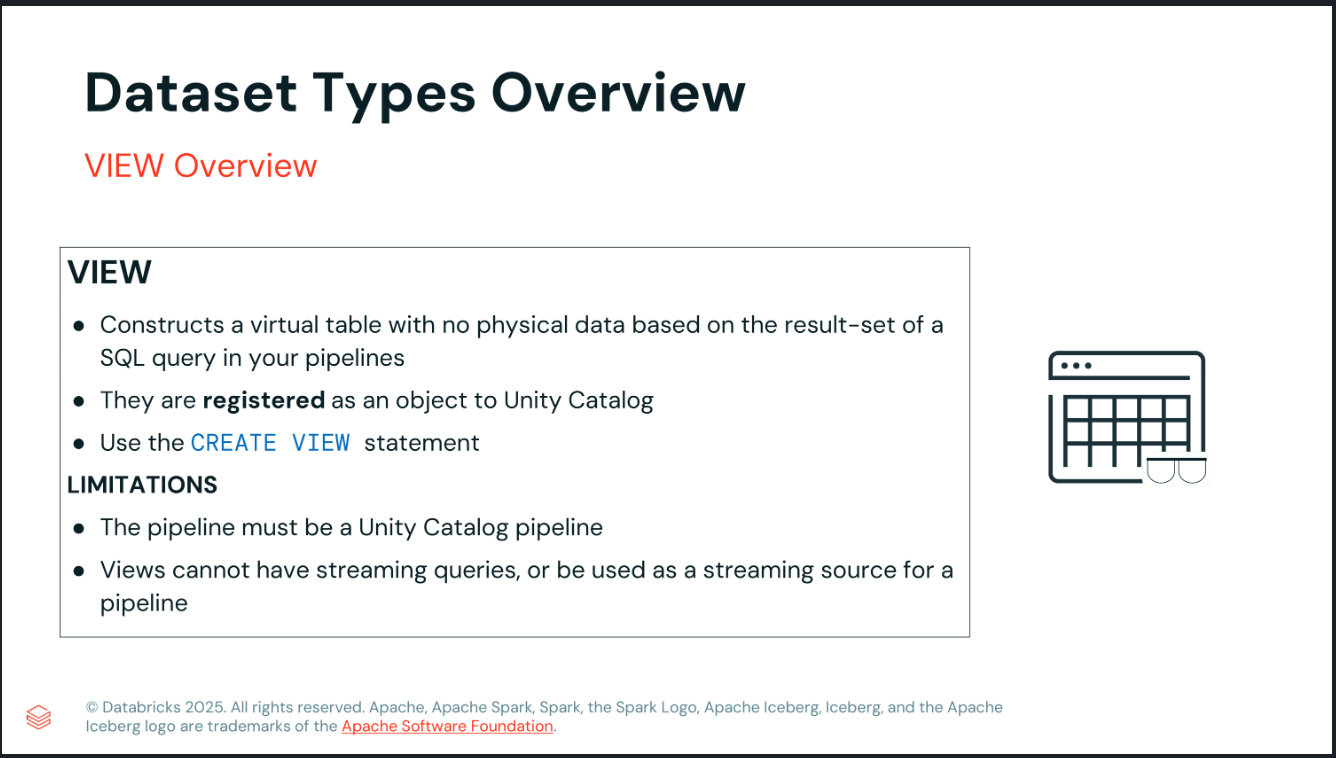 Dataset Types Overview
VIEW Overview
VIEW
● Constructs a virtual table with no physical data based on the result-set of a
SQL query in your pipelines
● They are registered as an object to Unity Catalog
● Use the CREATE VIEW statement
LIMITATIONS
● The pipeline must be a Unity Catalog pipeline
● Views cannot have streaming queries, or be used as a streaming source for a
pipeline
© Databricks 2025. All rights reserved. Apache, Apache Spark, Spark, the Spark Logo, Apache Iceberg, Iceberg, and the Apache
Iceberg logo are trademarks of the Apache Software Foundation.